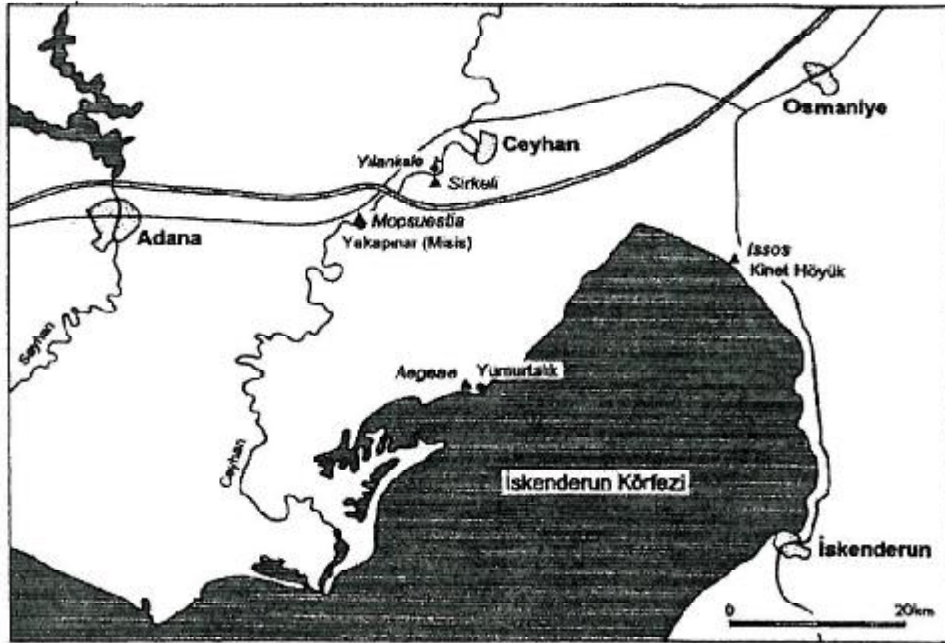 Osmaniye
Ceyhan
Yılankale
Sirkeli
Mopsuestia
Yakapınar (Misis)
Adana
Issos
Kinet Höyük
Seyhan
Aegeae
Yumurtalık
Ceyhan
İskenderun Körfezi
İskenderun
0 20km